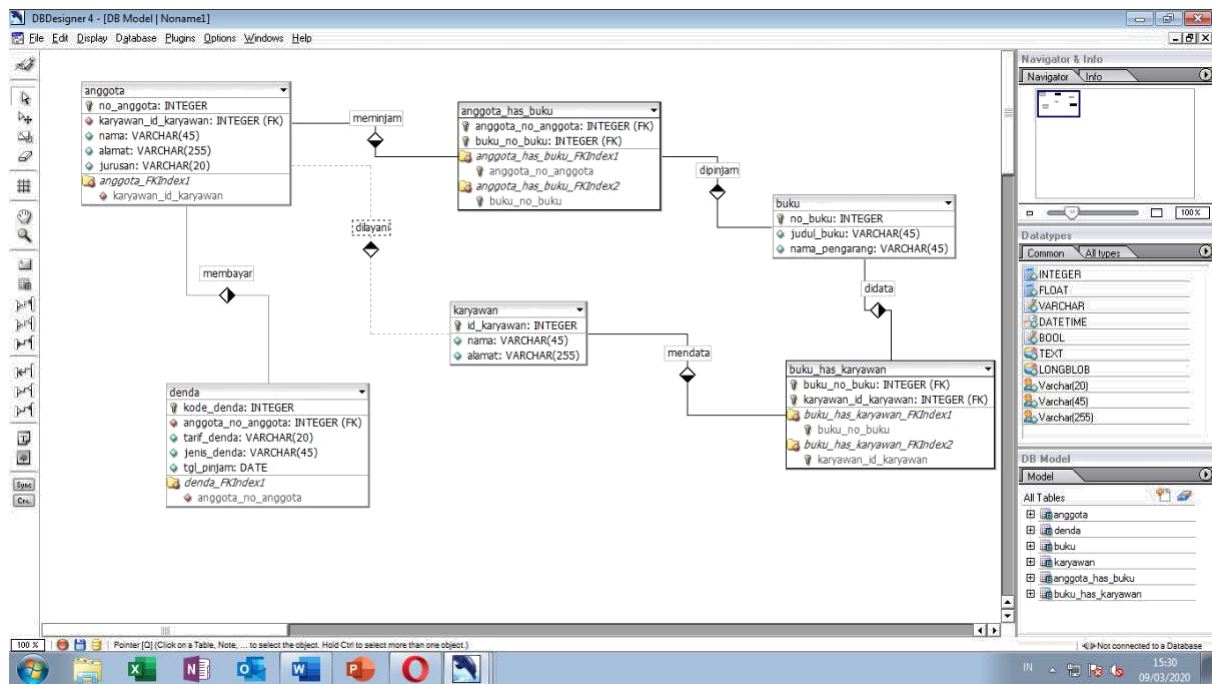 DBDesigner 4 - [DB Model | Noname1]
File Edit Display Database Plugins Options Windows Help
anggota
no_anggota: INTEGER
karyawan_id_karyawan: INTEGER (FK)
nama: VARCHAR(45)
alamat: VARCHAR(255)
jurusan: VARCHAR(20)
anggota_FKIndex1
karyawan_id_karyawan
meminjam
anggota_has_buku
anggota_no_anggota: INTEGER (FK)
buku_no_buku: INTEGER (FK)
anggota_has_buku_FKIndex1
anggota_no_anggota
anggota_has_buku_FKIndex2
buku_no_buku
dipinjam
buku
no_buku: INTEGER
judul_buku: VARCHAR(45)
nama_pengarang: VARCHAR(45)
dilayani
membayar
didata
karyawan
id_karyawan: INTEGER
nama: VARCHAR(45)
alamat: VARCHAR(255)
mendata
buku_has_karyawan
buku_no_buku: INTEGER (FK)
karyawan_id_karyawan: INTEGER (FK)
buku_has_karyawan_FKIndex1
buku_no_buku
buku_has_karyawan_FKIndex2
karyawan_id_karyawan
denda
kode_denda: INTEGER
anggota_no_anggota: INTEGER (FK)
tarif_denda: VARCHAR(20)
jenis_denda: VARCHAR(45)
tgl_pinjam: DATE
denda_FKIndex1
anggota_no_anggota
Sync
Navigator & Info
Navigator Info
100 %
Datatypes
Common All types
INTEGER
FLOAT
VARCHAR
DATETIME
BOOL
TEXT
LONGBLOB
Varchar(20)
Varchar(45)
Varchar(255)
DB Model
Model
All Tables
anggota
denda
buku
karyawan
anggota_has_buku
buku_has_karyawan
100 % Pointer [Q] (Click on a Table, Note, ... to select the object. Hold Ctrl to select more than one object.) Not connected to a Database
IN 15:30
09/03/2020